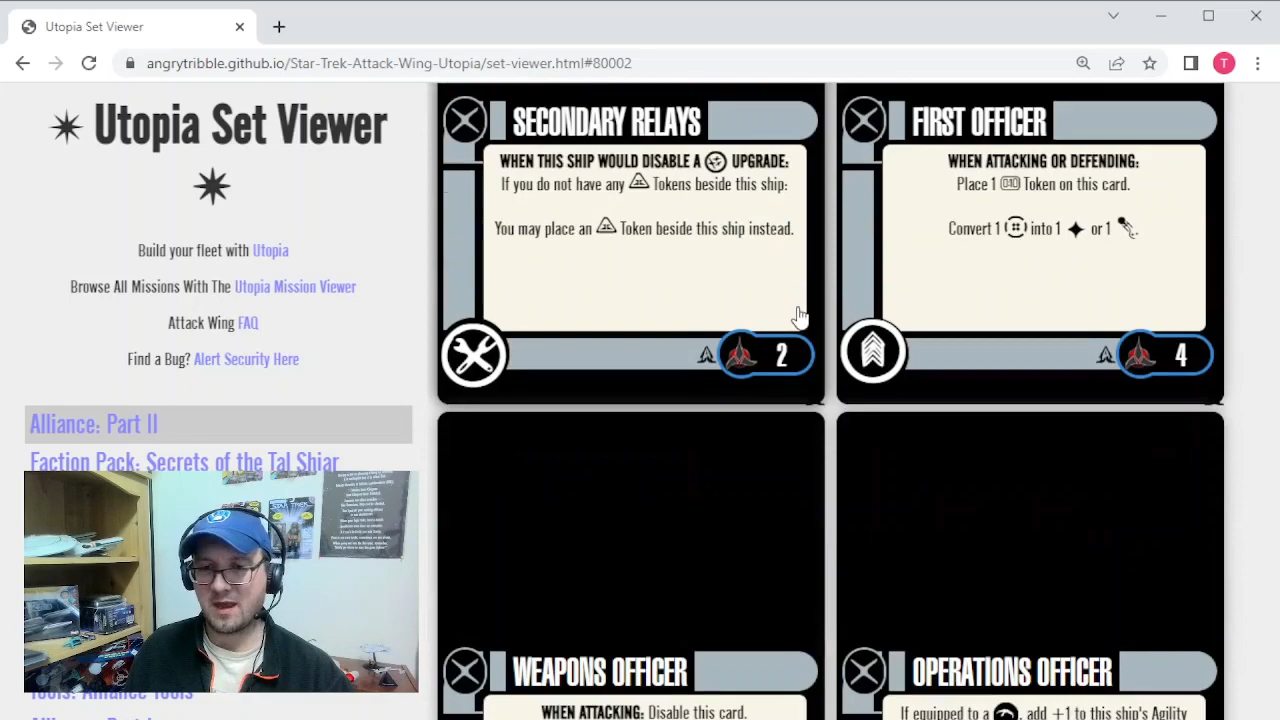 Utopia Set Viewer
angrytribble.github.io/Star-Trek-Attack-Wing-Utopia/set-viewer.html#80002
T
Utopia Set Viewer
Build your fleet with Utopia
Browse All Missions With The Utopia Mission Viewer
Attack Wing FAQ
Find a Bug? Alert Security Here
Alliance: Part II
Faction Pack: Secrets of the Tal Shiar
SECONDARY RELAYS
WHEN THIS SHIP WOULD DISABLE A UPGRADE:
If you do not have any Tokens beside this ship:
You may place an Token beside this ship instead.
2
FIRST OFFICER
WHEN ATTACKING OR DEFENDING:
Place 1 Token on this card.
Convert 1 into 1 or 1 .
4
WEAPONS OFFICER
WHEN ATTACKING: Disable this card.
OPERATIONS OFFICER
If equipped to a , add +1 to this ship's Agility
STAR TREK